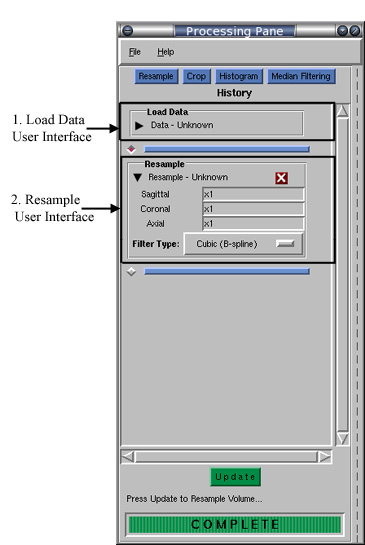 Processing Pane
File Help
Resample Crop Histogram Median Filtering
History
1. Load Data
User Interface
Load Data
Data - Unknown
2. Resample
User Interface
Resample
Resample - Unknown
Sagittal x1
Coronal x1
Axial x1
Filter Type: Cubic (B-spline)
Update
Press Update to Resample Volume...
COMPLETE